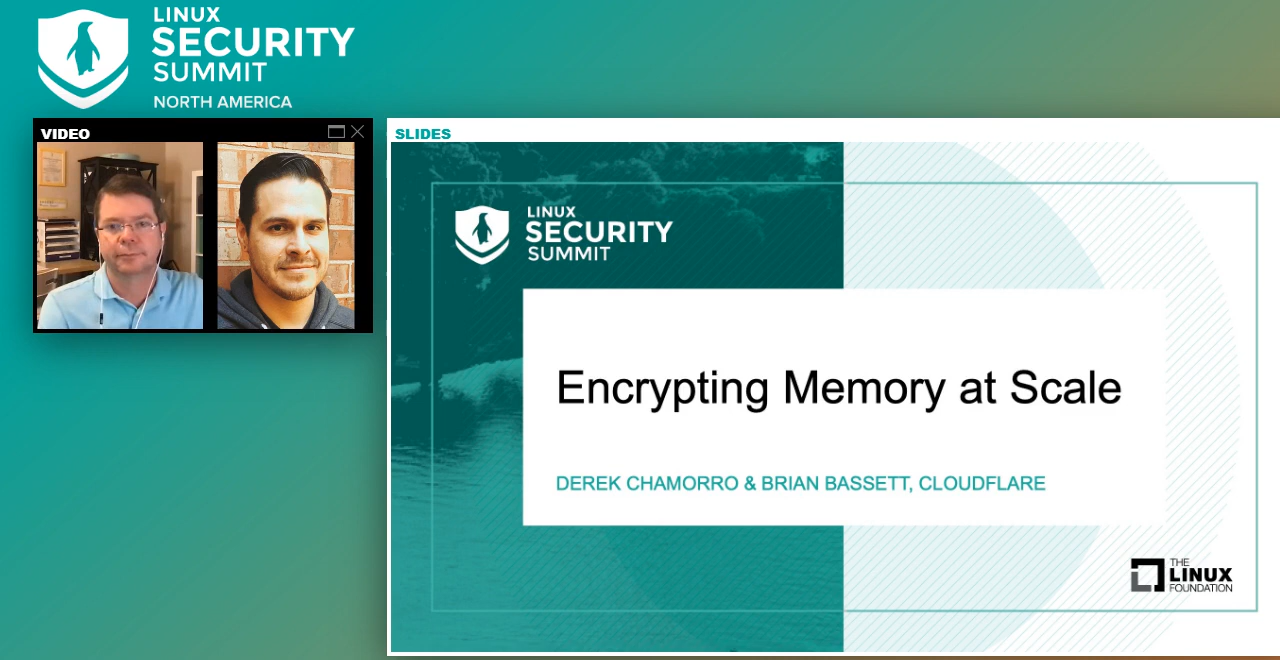 LINUX
SECURITY
SUMMIT
NORTH AMERICA
VIDEO
SLIDES
LINUX
SECURITY
SUMMIT
Encrypting Memory at Scale
DEREK CHAMORRO & BRIAN BASSETT, CLOUDFLARE
THE
LINUX
FOUNDATION